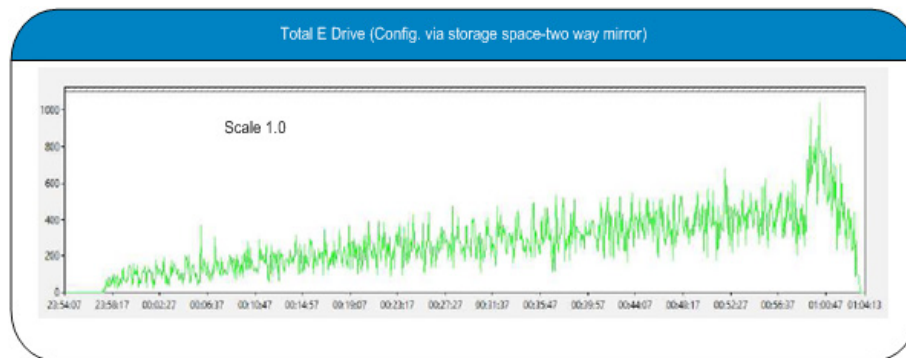 Total E Drive (Config. via storage space-two way mirror)
1000
Scale 1.0
800
600
400
200
0
23:54:07 23:58:17 00:02:27 00:06:37 00:10:47 00:14:57 00:19:07 00:23:17 00:27:27 00:31:37 00:35:47 00:39:57 00:44:07 00:48:17 00:52:27 00:56:37 01:00:47 01:04:13